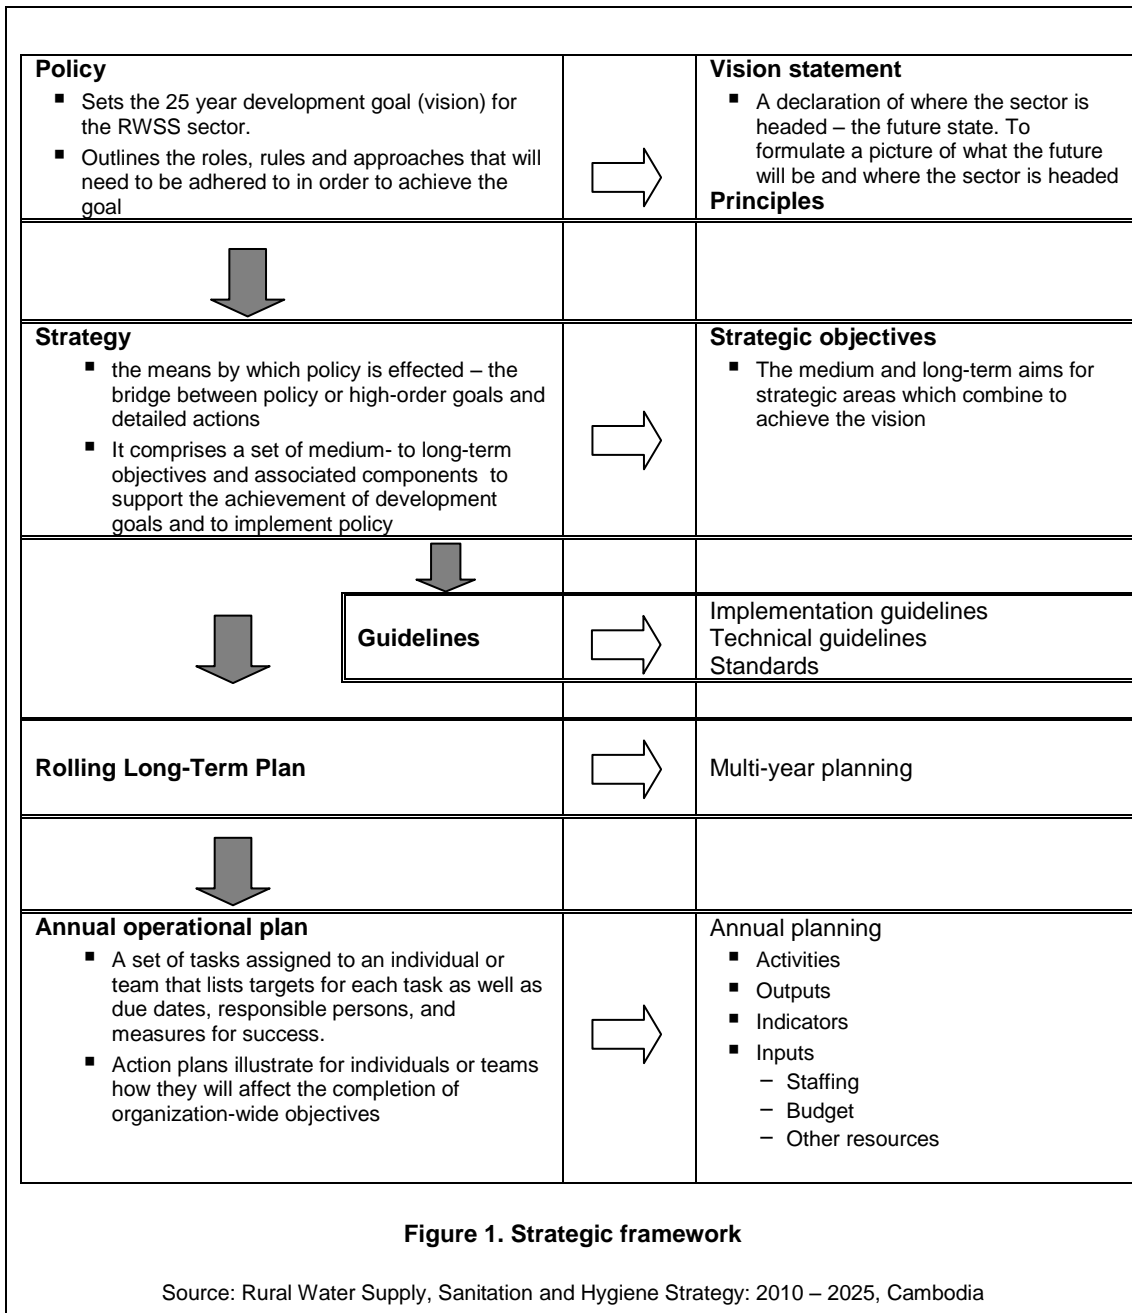 Policy
▪ Sets the 25 year development goal (vision) for
the RWSS sector.
▪ Outlines the roles, rules and approaches that will
need to be adhered to in order to achieve the
goal
Vision statement
▪ A declaration of where the sector is
headed – the future state. To
formulate a picture of what the future
will be and where the sector is headed
Principles
Strategy
▪ the means by which policy is effected – the
bridge between policy or high-order goals and
detailed actions
▪ It comprises a set of medium- to long-term
objectives and associated components to
support the achievement of development
goals and to implement policy
Strategic objectives
▪ The medium and long-term aims for
strategic areas which combine to
achieve the vision
Guidelines
Implementation guidelines
Technical guidelines
Standards
Rolling Long-Term Plan
Multi-year planning
Annual operational plan
▪ A set of tasks assigned to an individual or
team that lists targets for each task as well as
due dates, responsible persons, and
measures for success.
▪ Action plans illustrate for individuals or teams
how they will affect the completion of
organization-wide objectives
Annual planning
▪ Activities
▪ Outputs
▪ Indicators
▪ Inputs
– Staffing
– Budget
– Other resources
Figure 1. Strategic framework
Source: Rural Water Supply, Sanitation and Hygiene Strategy: 2010 – 2025, Cambodia